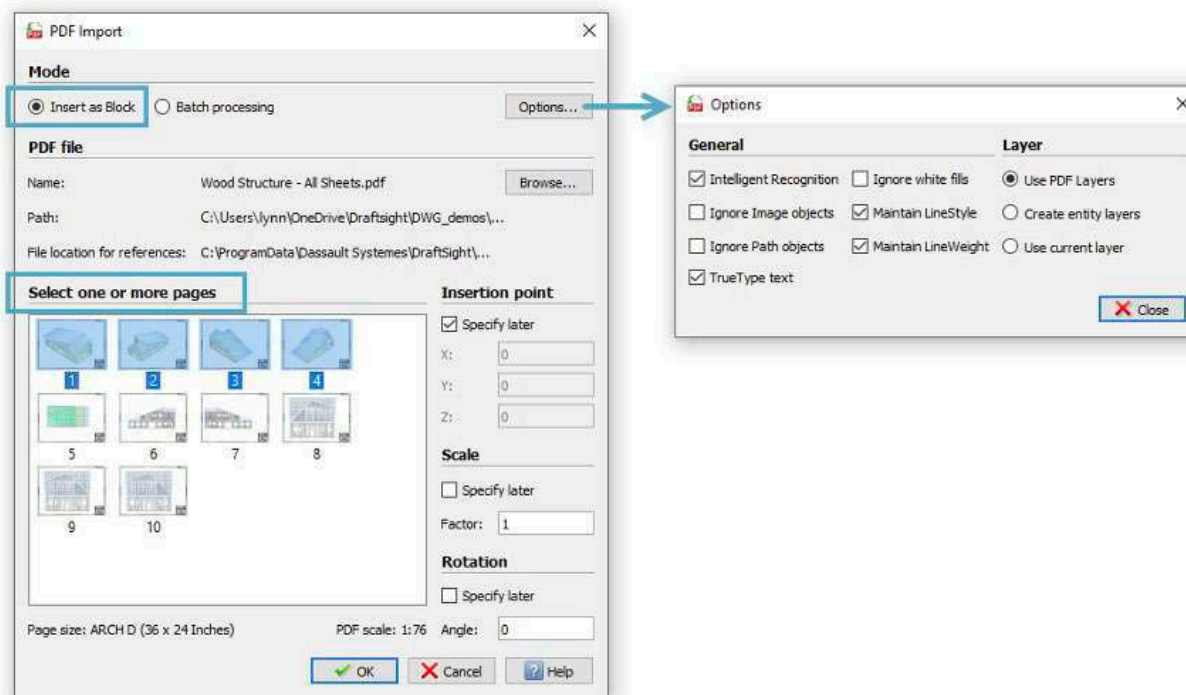 PDF Import
Mode
Insert as Block Batch processing Options...
PDF file
Name: Wood Structure - All Sheets.pdf Browse...
Path: C:\Users\lynn\OneDrive\Draftsight\DWG_demos\...
File location for references: C:\ProgramData\Dassault Systemes\DraftSight\...
Select one or more pages
1 2 3 4
5 6 7 8
9 10
Insertion point
Specify later
X: 0
Y: 0
Z: 0
Scale
Specify later
Factor: 1
Rotation
Specify later
Angle: 0
Page size: ARCH D (36 x 24 Inches) PDF scale: 1:76
OK Cancel Help
Options
General Layer
Intelligent Recognition Ignore white fills Use PDF Layers
Ignore Image objects Maintain LineStyle Create entity layers
Ignore Path objects Maintain LineWeight Use current layer
TrueType text
Close